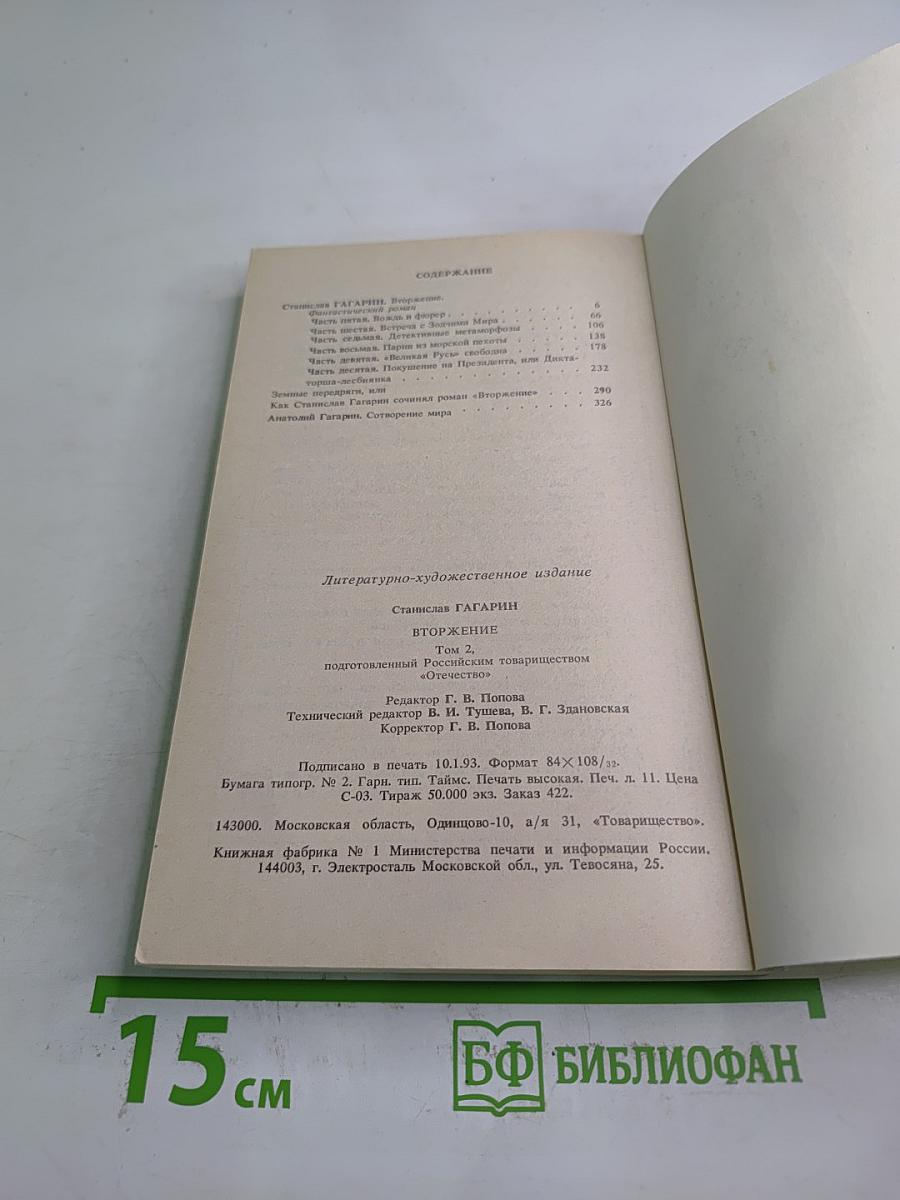 СОДЕРЖАНИЕ
Станислав ГАГАРИН. Вторжение.
Фантастический роман . . . . . . . . . . . 6
Часть пятая. Вождь и фюрер . . . . . . . . . 66
Часть шестая. Встреча с Зодчими Мира . . . . . . 106
Часть седьмая. Детективные метаморфозы . . . . . 138
Часть восьмая. Парни из морской пехоты . . . . . 178
Часть девятая. «Великая Русь» свободна . . . . .
Часть десятая. Покушение на Президента, или Дикта-
торша-лесбиянка . . . . . . . . . . . . 232
Земные передряги, или
Как Станислав Гагарин сочинял роман «Вторжение» . . . 290
Анатолий Гагарин. Сотворение мира . . . . . . . . 326
Литературно-художественное издание
Станислав ГАГАРИН
ВТОРЖЕНИЕ
Том 2,
подготовленный Российским товариществом
«Отечество»
Редактор Г. В. Попова
Технический редактор В. И. Тушева, В. Г. Здановская
Корректор Г. В. Попова
Подписано в печать 10.1.93. Формат 84×108/32.
Бумага типогр. № 2. Гарн. тип. Таймс. Печать высокая. Печ. л. 11. Цена
С-03. Тираж 50.000 экз. Заказ 422.
143000. Московская область, Одинцово-10, а/я 31, «Товарищество».
Книжная фабрика № 1 Министерства печати и информации России.
144003, г. Электросталь Московской обл., ул. Тевосяна, 25.
15 см
БФ БИБЛИОФАН